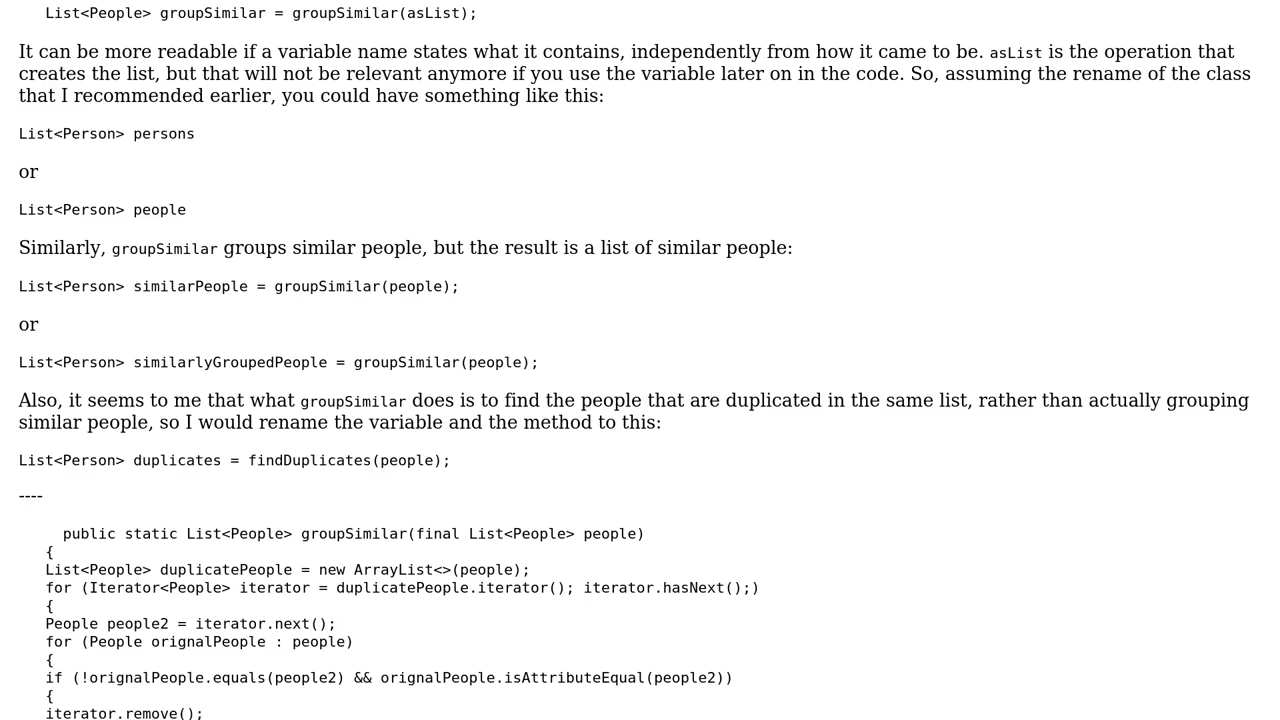 List<People> groupSimilar = groupSimilar(asList);
It can be more readable if a variable name states what it contains, independently from how it came to be. asList is the operation that
creates the list, but that will not be relevant anymore if you use the variable later on in the code. So, assuming the rename of the class
that I recommended earlier, you could have something like this:
List<Person> persons
or
List<Person> people
Similarly, groupSimilar groups similar people, but the result is a list of similar people:
List<Person> similarPeople = groupSimilar(people);
or
List<Person> similarlyGroupedPeople = groupSimilar(people);
Also, it seems to me that what groupSimilar does is to find the people that are duplicated in the same list, rather than actually grouping
similar people, so I would rename the variable and the method to this:
List<Person> duplicates = findDuplicates(people);
----
public static List<People> groupSimilar(final List<People> people)
{
List<People> duplicatePeople = new ArrayList<>(people);
for (Iterator<People> iterator = duplicatePeople.iterator(); iterator.hasNext();)
{
People people2 = iterator.next();
for (People orignalPeople : people)
{
if (!orignalPeople.equals(people2) && orignalPeople.isAttributeEqual(people2))
{
iterator.remove();